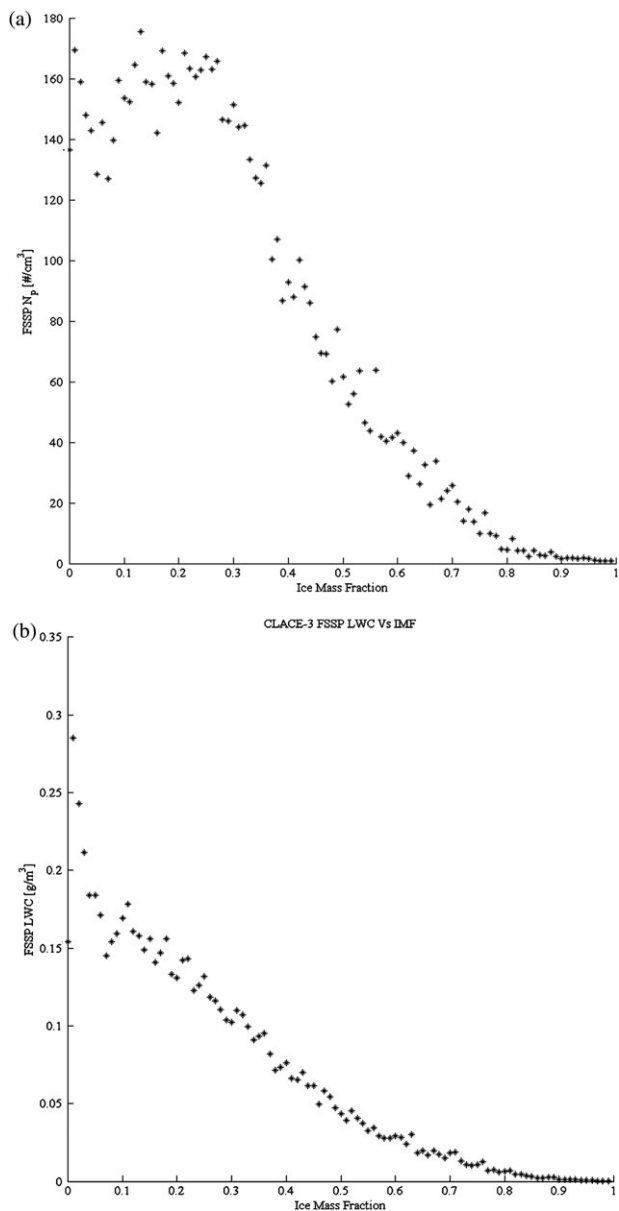 (a)
180
160
140
120
100
80
60
40
20
0
FSSP Np [#/cm³]
0 0.1 0.2 0.3 0.4 0.5 0.6 0.7 0.8 0.9 1
Ice Mass Fraction
(b)
CLACE-3 FSSP LWC Vs IMF
0.35
0.3
0.25
0.2
0.15
0.1
0.05
0
FSSP LWC [g/m³]
0 0.1 0.2 0.3 0.4 0.5 0.6 0.7 0.8 0.9 1
Ice Mass Fraction